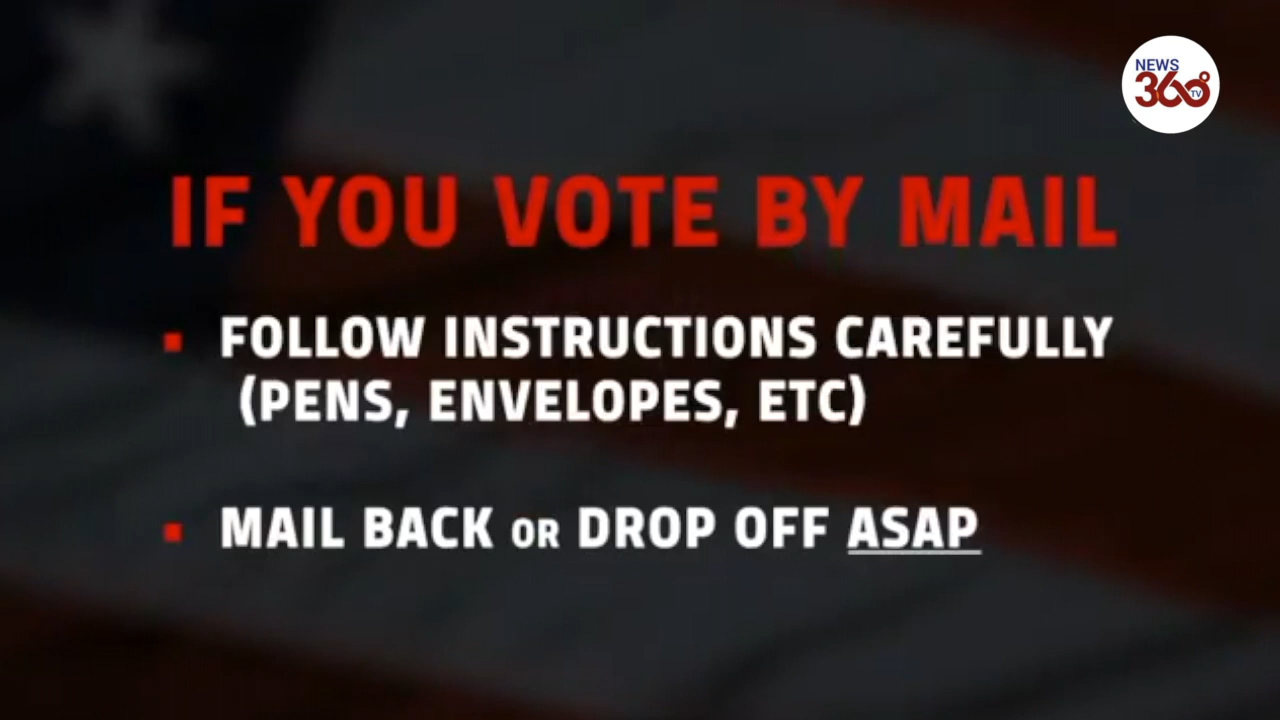 NEWS
360°
TV
IF YOU VOTE BY MAIL
▪ FOLLOW INSTRUCTIONS CAREFULLY
(PENS, ENVELOPES, ETC)
▪ MAIL BACK OR DROP OFF ASAP